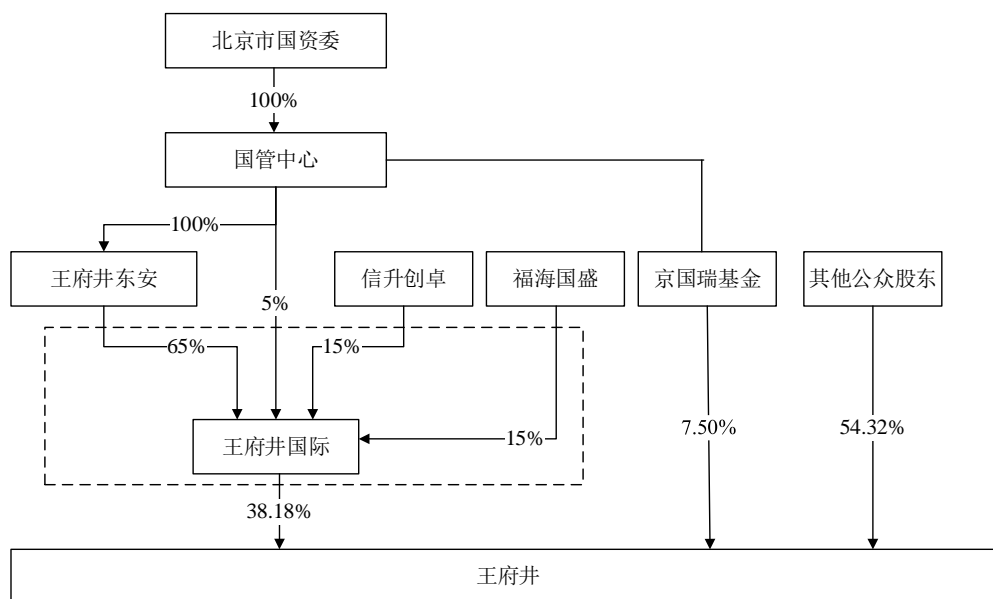 北京市国资委
100%
国管中心
100%
王府井东安
信升创卓
福海国盛
京国瑞基金
其他公众股东
5%
65%
15%
王府井国际
15%
7.50%
54.32%
38.18%
王府井